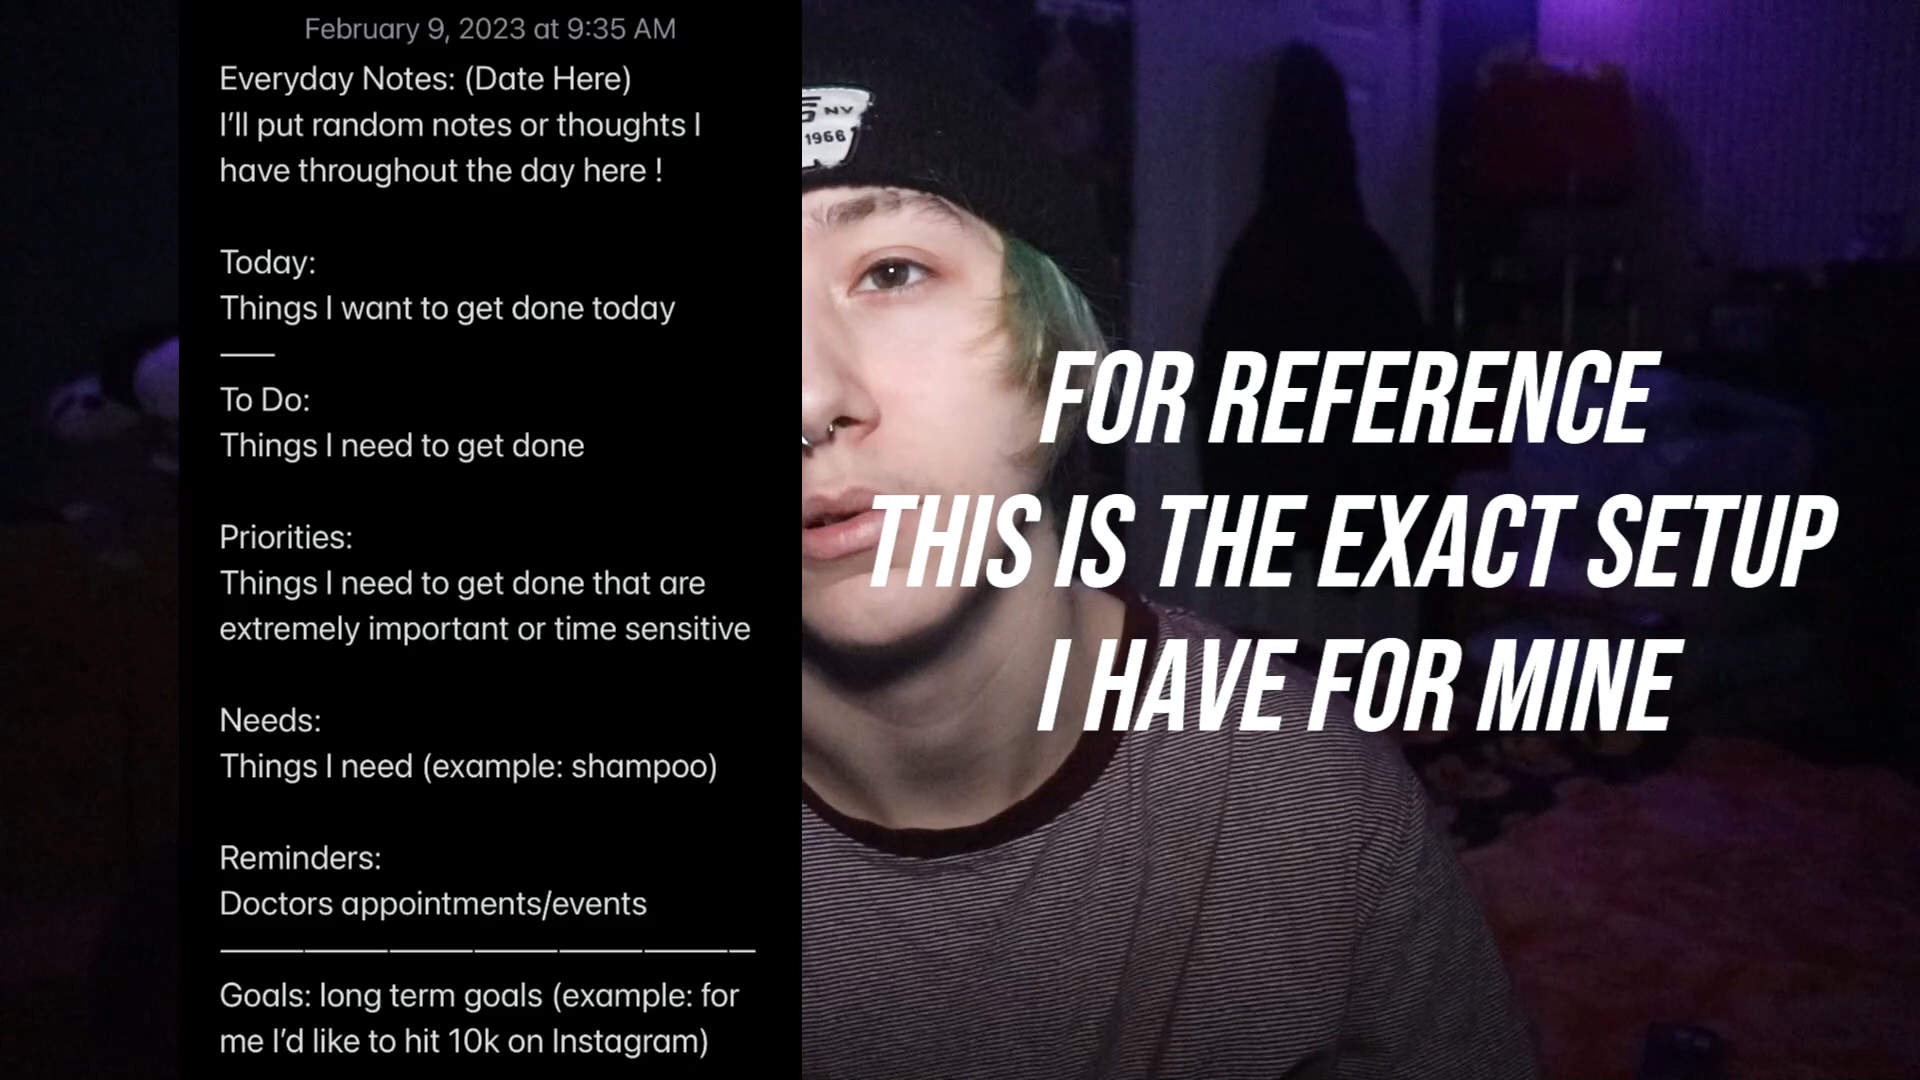 February 9, 2023 at 9:35 AM
Everyday Notes: (Date Here)
I’ll put random notes or thoughts I
have throughout the day here !
Today:
Things I want to get done today
To Do:
Things I need to get done
Priorities:
Things I need to get done that are
extremely important or time sensitive
Needs:
Things I need (example: shampoo)
Reminders:
Doctors appointments/events
Goals: long term goals (example: for
me I’d like to hit 10k on Instagram)
NV
1966
FOR REFERENCE
THIS IS THE EXACT SETUP
I HAVE FOR MINE